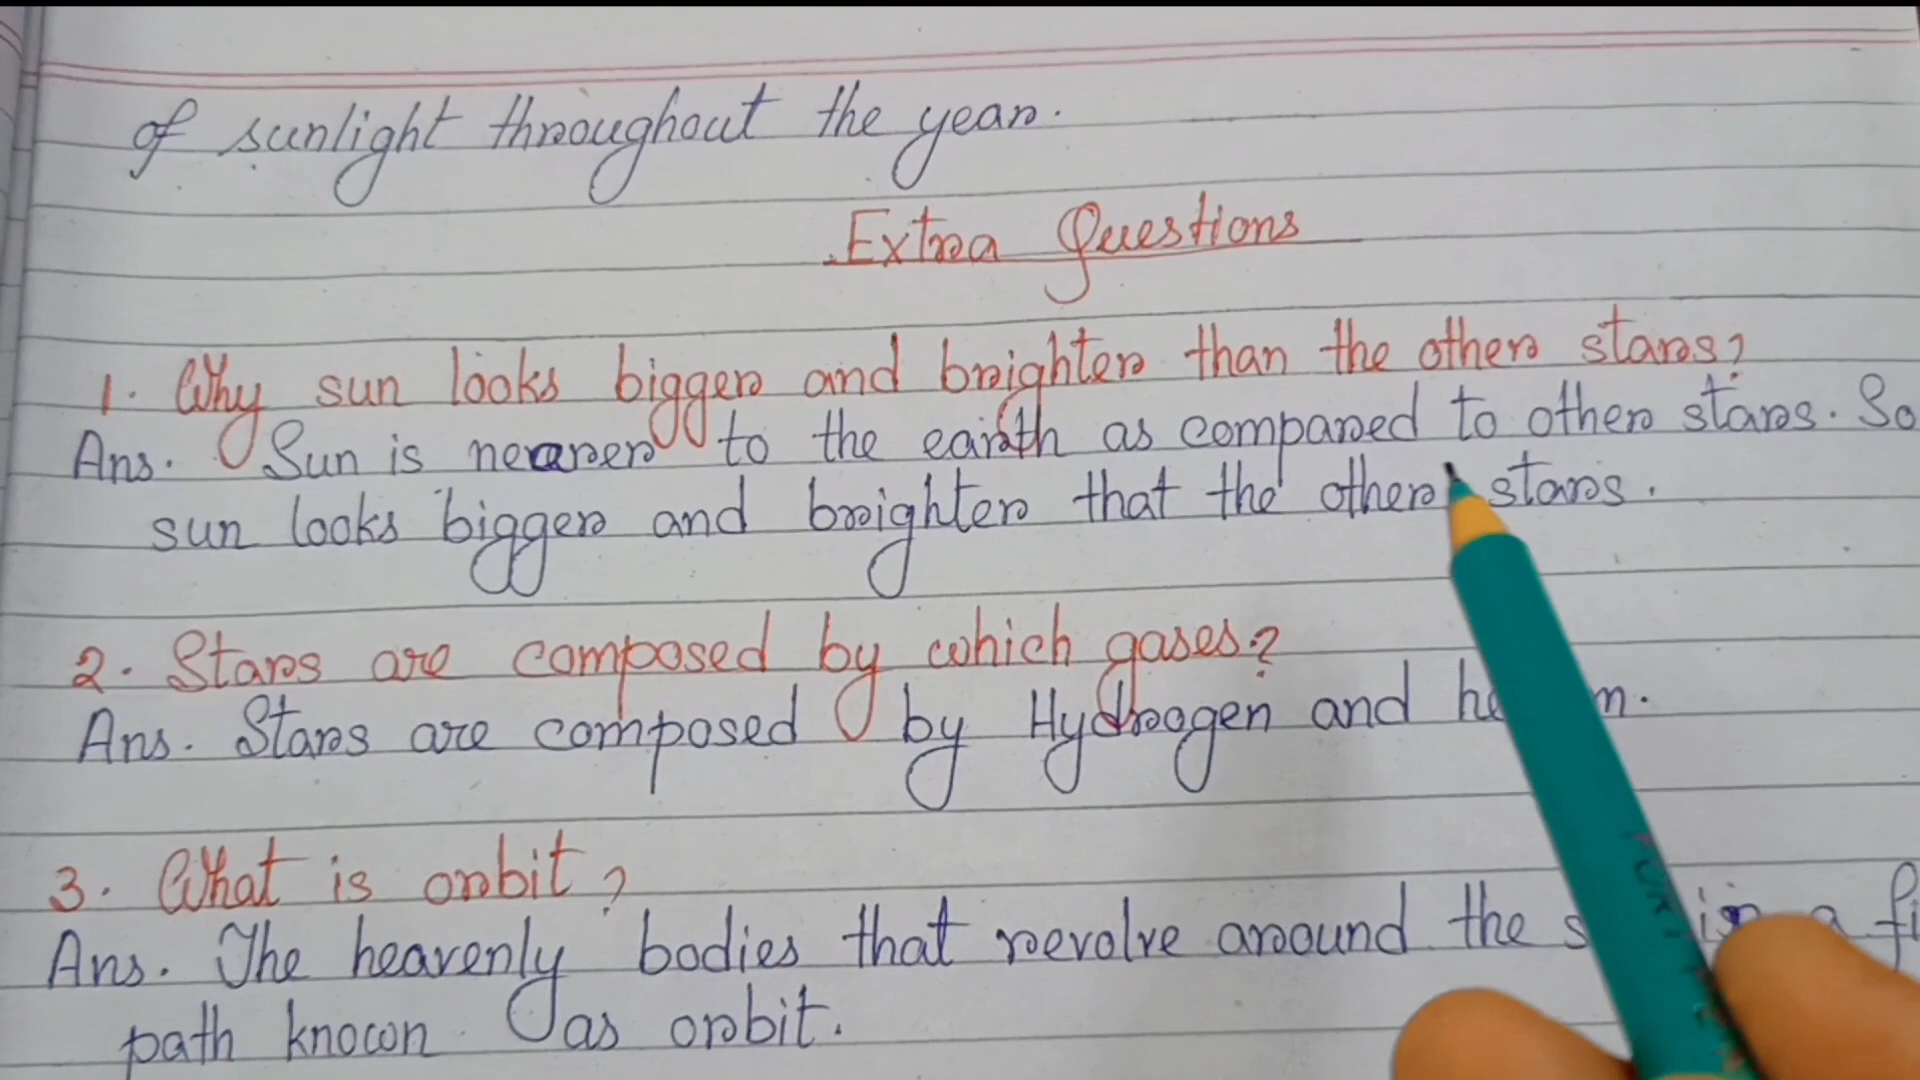 of sunlight throughout the year.
Extra Questions
1. Why sun looks bigger and brighter than the other stars?
Ans. Sun is nearer to the earth as compared to other stars. So
sun looks bigger and brighter that the other stars.
2. Stars are composed by which gases?
Ans. Stars are composed by Hydrogen and
3. What is orbit?
Ans. The heavenly bodies that revolve around the in a
path known as orbit.